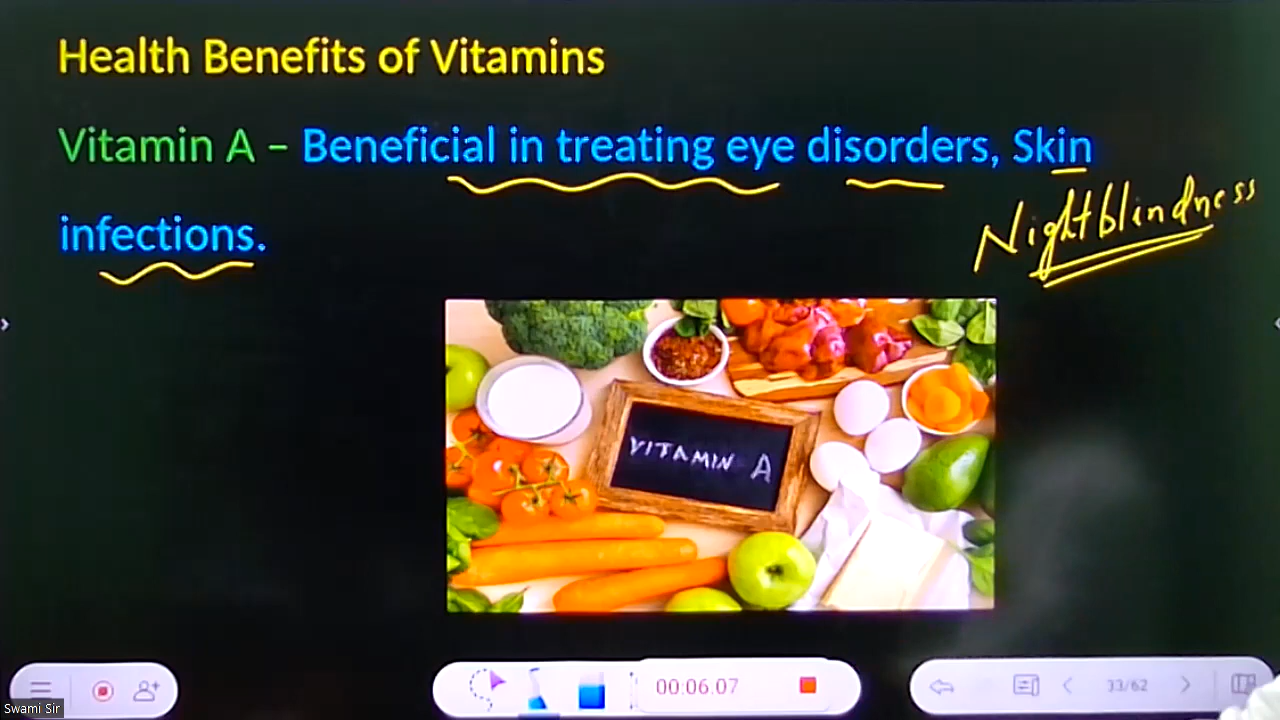 Health Benefits of Vitamins
Vitamin A – Beneficial in treating eye disorders, Skin
infections.
Nightblindness
VITAMIN A
00:06.07
33/62
Swami Sir